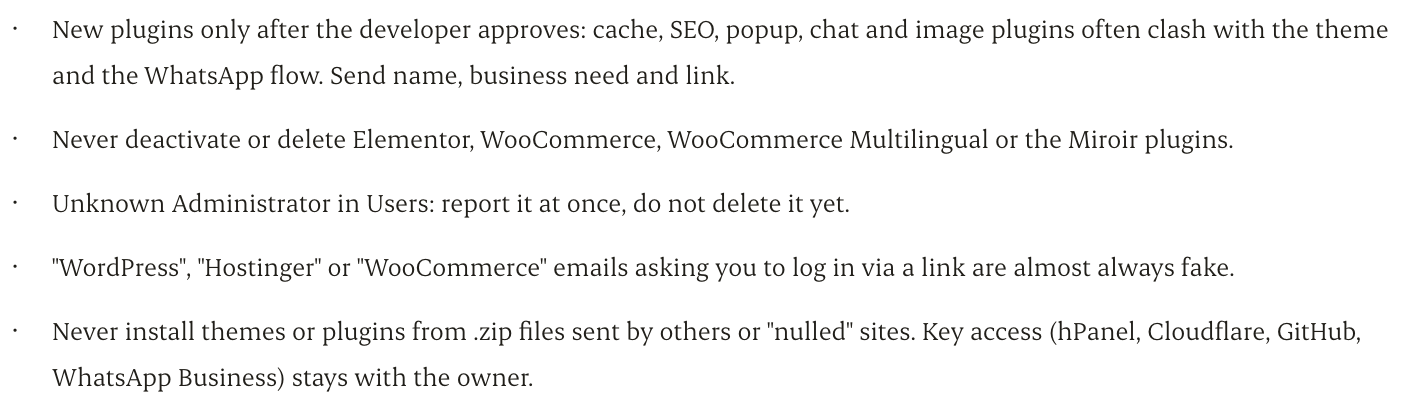 · New plugins only after the developer approves: cache, SEO, popup, chat and image plugins often clash with the theme
and the WhatsApp flow. Send name, business need and link.
· Never deactivate or delete Elementor, WooCommerce, WooCommerce Multilingual or the Miroir plugins.
· Unknown Administrator in Users: report it at once, do not delete it yet.
· "WordPress", "Hostinger" or "WooCommerce" emails asking you to log in via a link are almost always fake.
· Never install themes or plugins from .zip files sent by others or "nulled" sites. Key access (hPanel, Cloudflare, GitHub,
WhatsApp Business) stays with the owner.